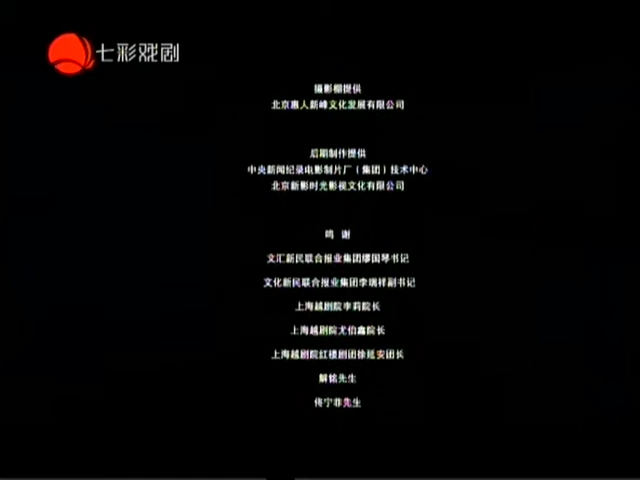 七彩戏剧
摄影棚提供
北京惠人新峰文化发展有限公司
后期制作提供
中央新闻纪录电影制片厂（集团）技术中心
北京新影时光影视文化有限公司
鸣 谢
文汇新民联合报业集团缪国琴书记
文化新民联合报业集团李瑞祥副书记
上海越剧院李莉院长
上海越剧院尤伯鑫院长
上海越剧院红楼剧团徐延安团长
解铭先生
佟宁菲先生